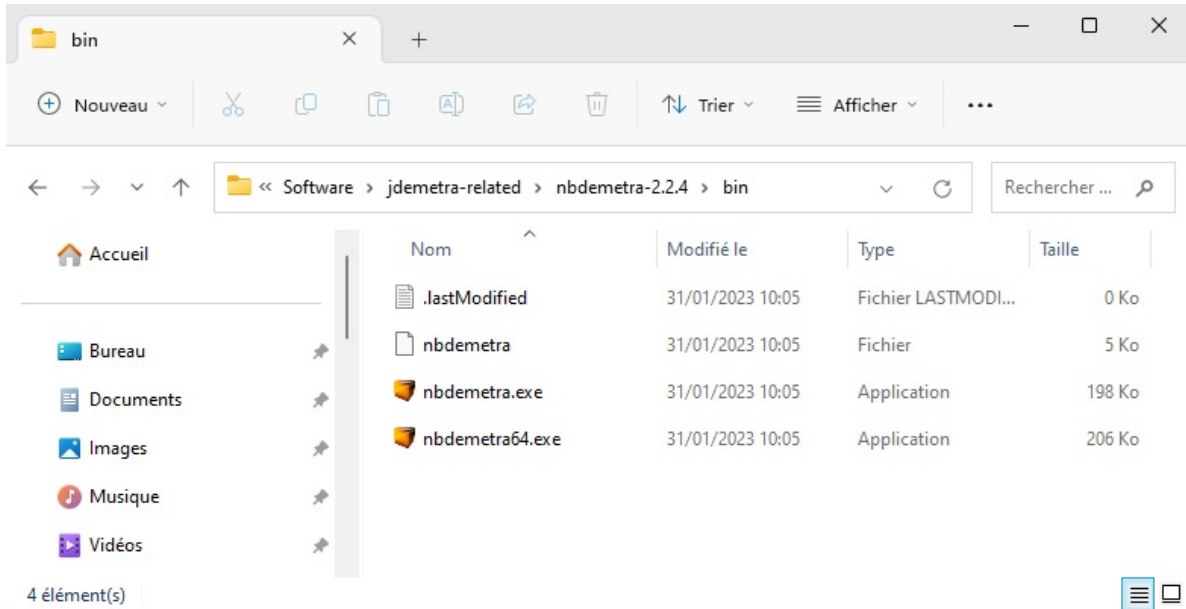 bin
Nouveau
Trier
Afficher
« Software > jdemetra-related > nbdemetra-2.2.4 > bin
Rechercher ...
Accueil
Bureau
Documents
Images
Musique
Vidéos
Nom Modifié le Type Taille
.lastModified 31/01/2023 10:05 Fichier LASTMODI... 0 Ko
nbdemetra 31/01/2023 10:05 Fichier 5 Ko
nbdemetra.exe 31/01/2023 10:05 Application 198 Ko
nbdemetra64.exe 31/01/2023 10:05 Application 206 Ko
4 élément(s)